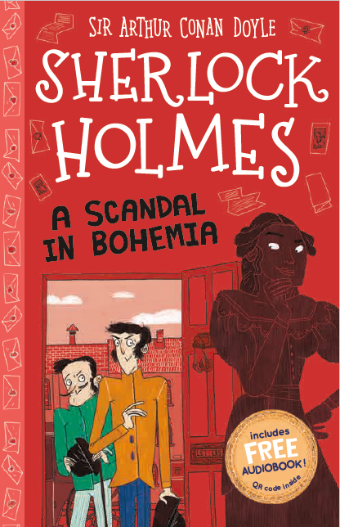 SIR ARTHUR CONAN DOYLE
SHERLOCK
HOLMES
A SCANDAL
IN BOHEMIA
includes
FREE
AUDIOBOOK!
QR code inside